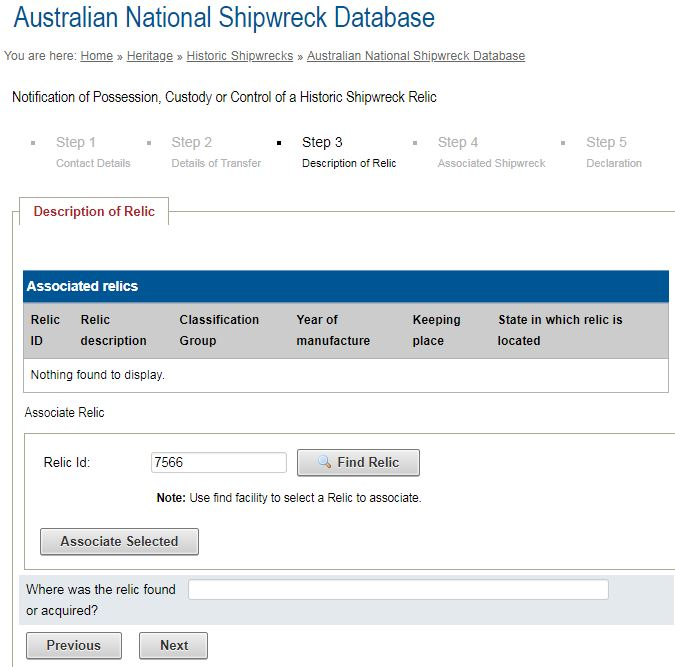 Australian National Shipwreck Database
You are here: Home » Heritage » Historic Shipwrecks » Australian National Shipwreck Database
Notification of Possession, Custody or Control of a Historic Shipwreck Relic
Step 1 Step 2 Step 3 Step 4 Step 5
Contact Details Details of Transfer Description of Relic Associated Shipwreck Declaration
Description of Relic
Associated relics
Relic Relic Classification Year of Keeping State in which relic is
ID description Group manufacture place located
Nothing found to display.
Associate Relic
Relic Id: 7566 Find Relic
Note: Use find facility to select a Relic to associate.
Associate Selected
Where was the relic found
or acquired?
Previous Next